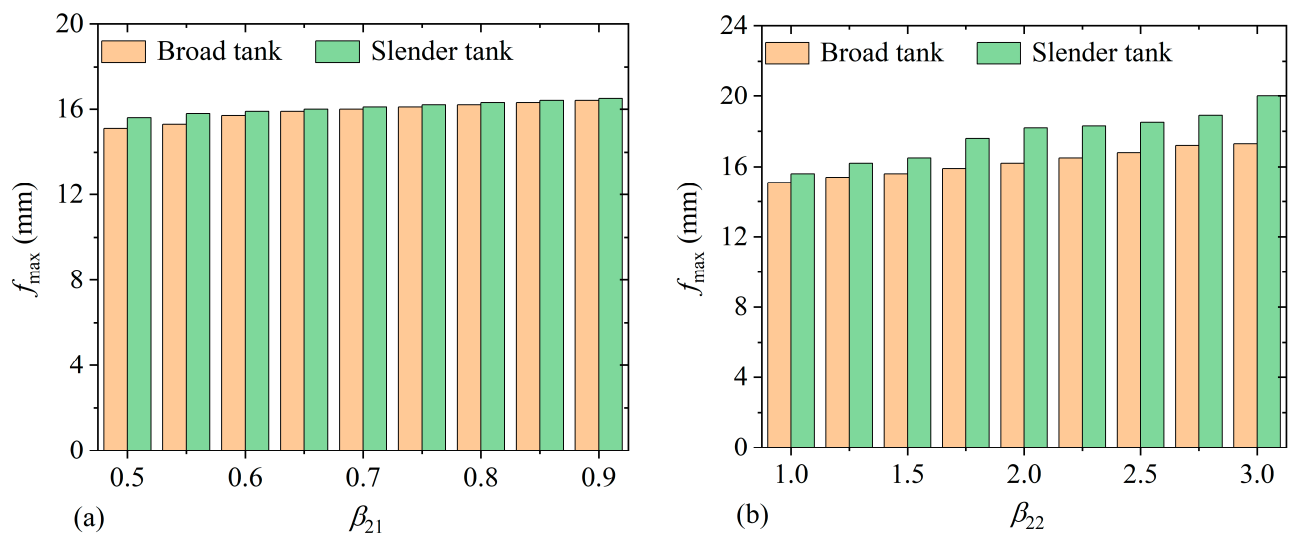 20
16
12
8
4
0
f_max (mm)
Broad tank
Slender tank
0.5 0.6 0.7 0.8 0.9
(a)
β_21
24
20
16
12
8
4
0
f_max (mm)
Broad tank
Slender tank
1.0 1.5 2.0 2.5 3.0
(b)
β_22